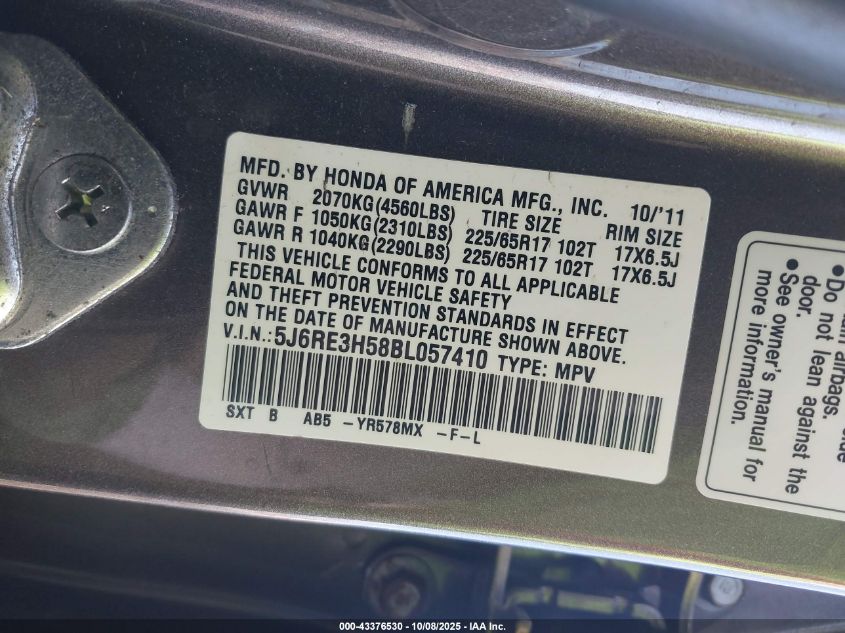 MFD. BY HONDA OF AMERICA MFG., INC. 10/'11
GVWR 2070KG(4560LBS) TIRE SIZE RIM SIZE
GAWR F 1050KG(2310LBS) 225/65R17 102T 17X6.5J
GAWR R 1040KG(2290LBS) 225/65R17 102T 17X6.5J
THIS VEHICLE CONFORMS TO ALL APPLICABLE
FEDERAL MOTOR VEHICLE SAFETY
AND THEFT PREVENTION STANDARDS IN EFFECT
ON THE DATE OF MANUFACTURE SHOWN ABOVE.
V.I.N.: 5J6RE3H58BL057410 TYPE: MPV
SXT B AB5 -YR578MX -F-L
airbags.
• Do not lean against the
door.
• See owner's manual for
more information.
000-43376530 - 10/08/2025 - IAA Inc.